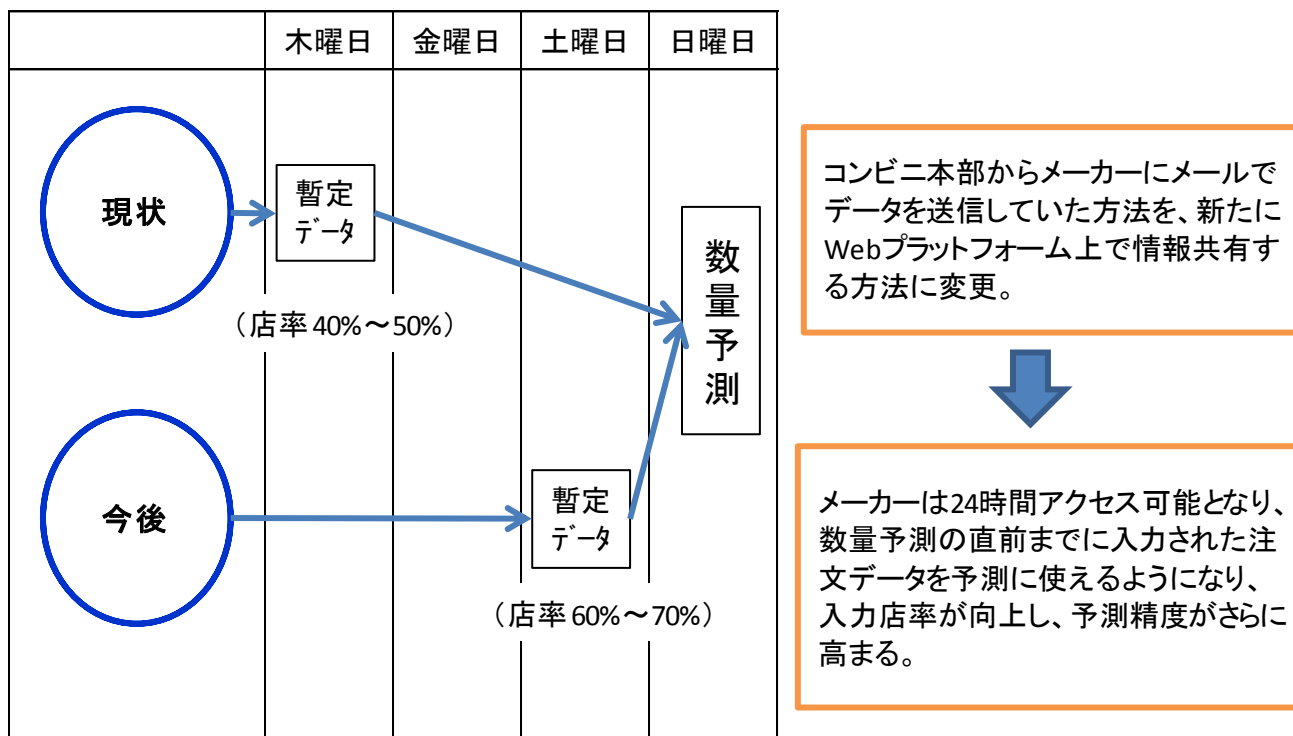 木曜日 金曜日 土曜日 日曜日
現状
暫定
データ
（店率40%～50%）
今後
暫定
データ
（店率60%～70%）
数
量
予
測
コンビニ本部からメーカーにメールで
データを送信していた方法を、新たに
Webプラットフォーム上で情報共有す
る方法に変更。
メーカーは24時間アクセス可能となり、
数量予測の直前までに入力された注
文データを予測に使えるようになり、
入力店率が向上し、予測精度がさらに
高まる。